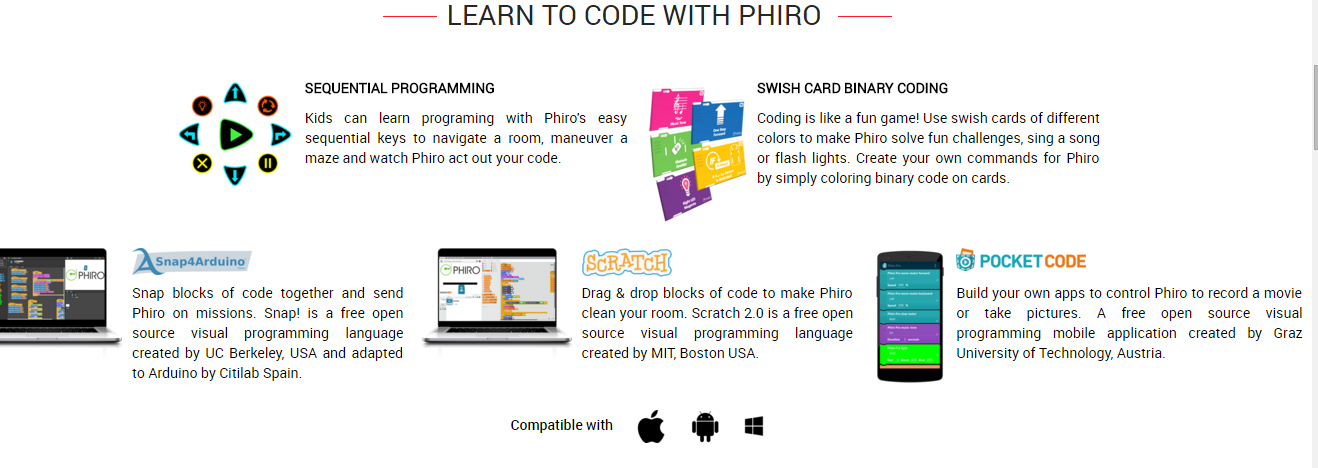 LEARN TO CODE WITH PHIRO
SEQUENTIAL PROGRAMMING
Kids can learn programing with Phiro's easy
sequential keys to navigate a room, maneuver a
maze and watch Phiro act out your code.
SWISH CARD BINARY CODING
Coding is like a fun game! Use swish cards of different
colors to make Phiro solve fun challenges, sing a song
or flash lights. Create your own commands for Phiro
by simply coloring binary code on cards.
PHIRO
Snap4Arduino
Snap blocks of code together and send
Phiro on missions. Snap! is a free open
source visual programming language
created by UC Berkeley, USA and adapted
to Arduino by Citilab Spain.
PHIRO
SCRATCH
Drag & drop blocks of code to make Phiro
clean your room. Scratch 2.0 is a free open
source visual programming language
created by MIT, Boston USA.
POCKET CODE
Build your own apps to control Phiro to record a movie
or take pictures. A free open source visual
programming mobile application created by Graz
University of Technology, Austria.
Compatible with